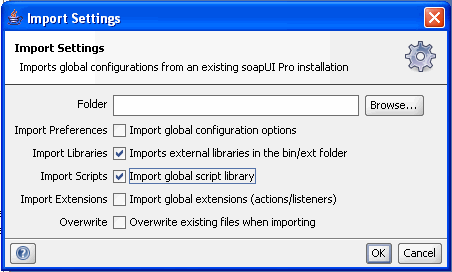 Import Settings
Import Settings
Imports global configurations from an existing soapUI Pro installation
Folder Browse...
Import Preferences Import global configuration options
Import Libraries Imports external libraries in the bin/ext folder
Import Scripts Import global script library
Import Extensions Import global extensions (actions/listeners)
Overwrite Overwrite existing files when importing
? OK Cancel